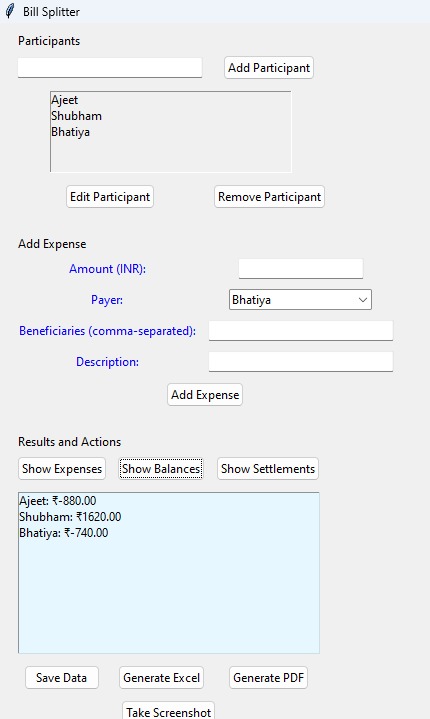 Bill Splitter
Participants
Add Participant
Ajeet
Shubham
Bhatiya
Edit Participant Remove Participant
Add Expense
Amount (INR):
Payer: Bhatiya
Beneficiaries (comma-separated):
Description:
Add Expense
Results and Actions
Show Expenses Show Balances Show Settlements
Ajeet: ₹-880.00
Shubham: ₹1620.00
Bhatiya: ₹-740.00
Save Data Generate Excel Generate PDF
Take Screenshot